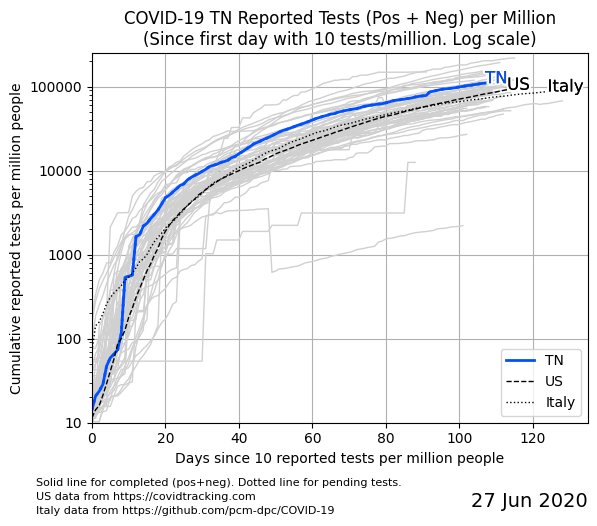 COVID-19 TN Reported Tests (Pos + Neg) per Million
(Since first day with 10 tests/million. Log scale)
Cumulative reported tests per million people
100000
10000
1000
100
10
TN
US
Italy
TN
US
Italy
0
20
40
60
80
100
120
Days since 10 reported tests per million people
Solid line for completed (pos+neg). Dotted line for pending tests.
US data from https://covidtracking.com
Italy data from https://github.com/pcm-dpc/COVID-19
27 Jun 2020